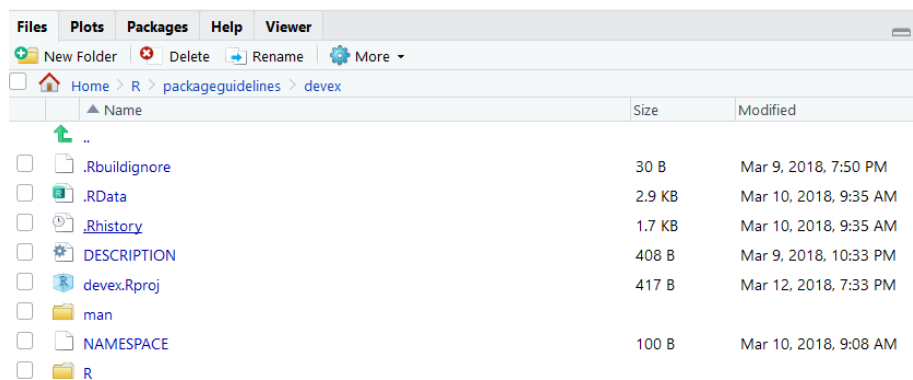 Files Plots Packages Help Viewer
New Folder Delete Rename More
Home > R > packageguidelines > devex
Name Size Modified
..
.Rbuildignore 30 B Mar 9, 2018, 7:50 PM
.RData 2.9 KB Mar 10, 2018, 9:35 AM
.Rhistory 1.7 KB Mar 10, 2018, 9:35 AM
DESCRIPTION 408 B Mar 9, 2018, 10:33 PM
devex.Rproj 417 B Mar 12, 2018, 7:33 PM
man
NAMESPACE 100 B Mar 10, 2018, 9:08 AM
R